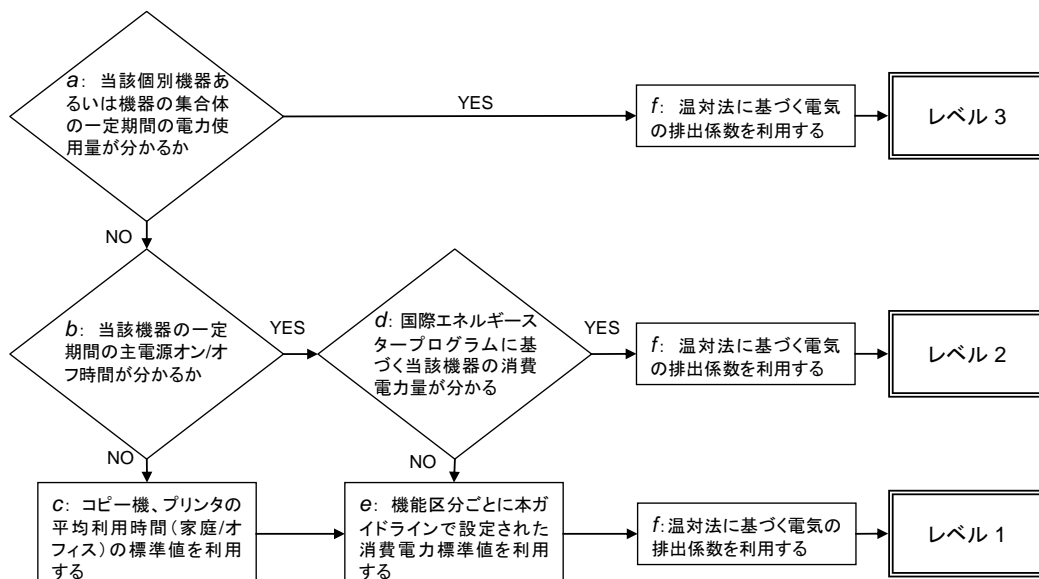 a: 当該個別機器あ
るいは機器の集合体
の一定期間の電力使
用量が分かるか
YES
f: 温対法に基づく電気
の排出係数を利用する
レベル 3
NO
b: 当該機器の一定
期間の主電源オン/オ
フ時間が分かるか
YES
d: 国際エネルギース
タープログラムに基
づく当該機器の消費
電力量が分かる
YES
f: 温対法に基づく電気
の排出係数を利用する
レベル 2
NO
NO
c: コピー機、プリンタの
平均利用時間(家庭/オ
フィス)の標準値を利用
する
e: 機能区分ごとに本ガ
イドラインで設定された
消費電力標準値を利用
する
f:温対法に基づく電気の
排出係数を利用する
レベル 1